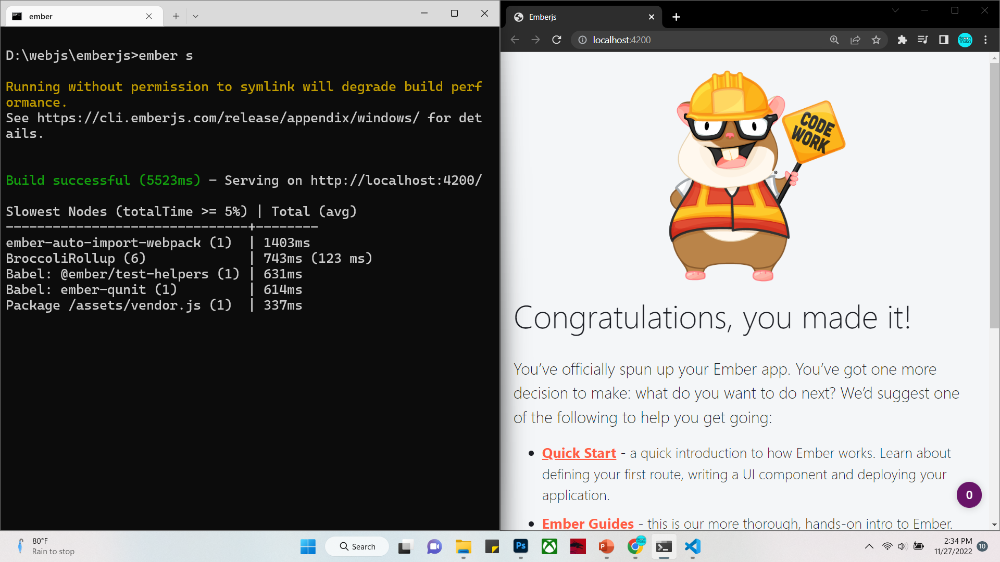 ember
D:\webjs\emberjs>ember s
Running without permission to symlink will degrade build perf
ormance.
See https://cli.emberjs.com/release/appendix/windows/ for det
ails.
Build successful (5523ms) – Serving on http://localhost:4200/
Slowest Nodes (totalTime >= 5%) | Total (avg)
-------------------------------+--------
ember-auto-import-webpack (1) | 1403ms
BroccoliRollup (6) | 743ms (123 ms)
Babel: @ember/test-helpers (1) | 631ms
Babel: ember-qunit (1) | 614ms
Package /assets/vendor.js (1) | 337ms
Emberjs
localhost:4200
depan
muka
CODE
WORK
Congratulations, you made it!
You’ve officially spun up your Ember app. You’ve got one more
decision to make: what do you want to do next? We’d suggest one
of the following to help you get going:
Quick Start - a quick introduction to how Ember works. Learn about
defining your first route, writing a UI component and deploying your
application.
Ember Guides - this is our more thorough, hands-on intro to Ember.
0
80°F
Rain to stop
Search
Ps
P
2:34 PM
11/27/2022
10